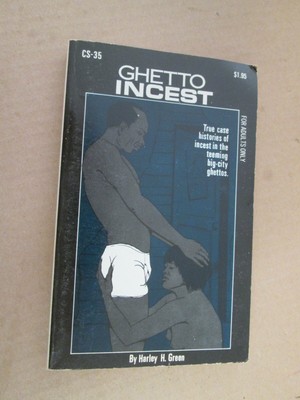 CS-35
$1.95
GHETTO
INCEST
FOR ADULTS ONLY
True case
histories of
incest in the
teeming
big-city
ghettos.
By Harley H. Green